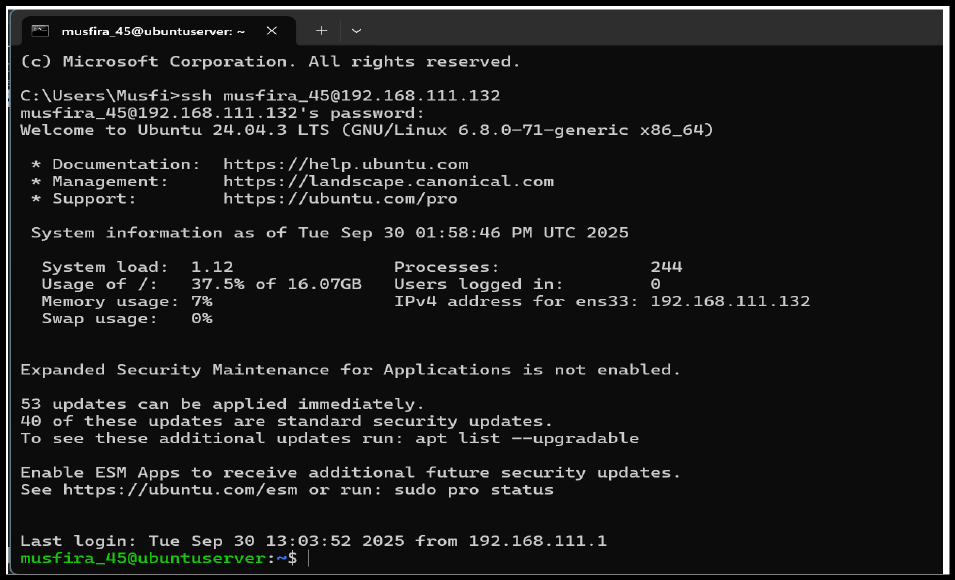 musfira_45@ubuntuserver: ~
(c) Microsoft Corporation. All rights reserved.
C:\Users\Musfi>ssh musfira_45@192.168.111.132
musfira_45@192.168.111.132's password:
Welcome to Ubuntu 24.04.3 LTS (GNU/Linux 6.8.0-71-generic x86_64)
* Documentation:  https://help.ubuntu.com
* Management:     https://landscape.canonical.com
* Support:        https://ubuntu.com/pro
System information as of Tue Sep 30 01:58:46 PM UTC 2025
System load:  1.12               Processes:              244
Usage of /:   37.5% of 16.07GB   Users logged in:        0
Memory usage: 7%                 IPv4 address for ens33: 192.168.111.132
Swap usage:   0%
Expanded Security Maintenance for Applications is not enabled.
53 updates can be applied immediately.
40 of these updates are standard security updates.
To see these additional updates run: apt list --upgradable
Enable ESM Apps to receive additional future security updates.
See https://ubuntu.com/esm or run: sudo pro status
Last login: Tue Sep 30 13:03:52 2025 from 192.168.111.1
musfira_45@ubuntuserver:~$